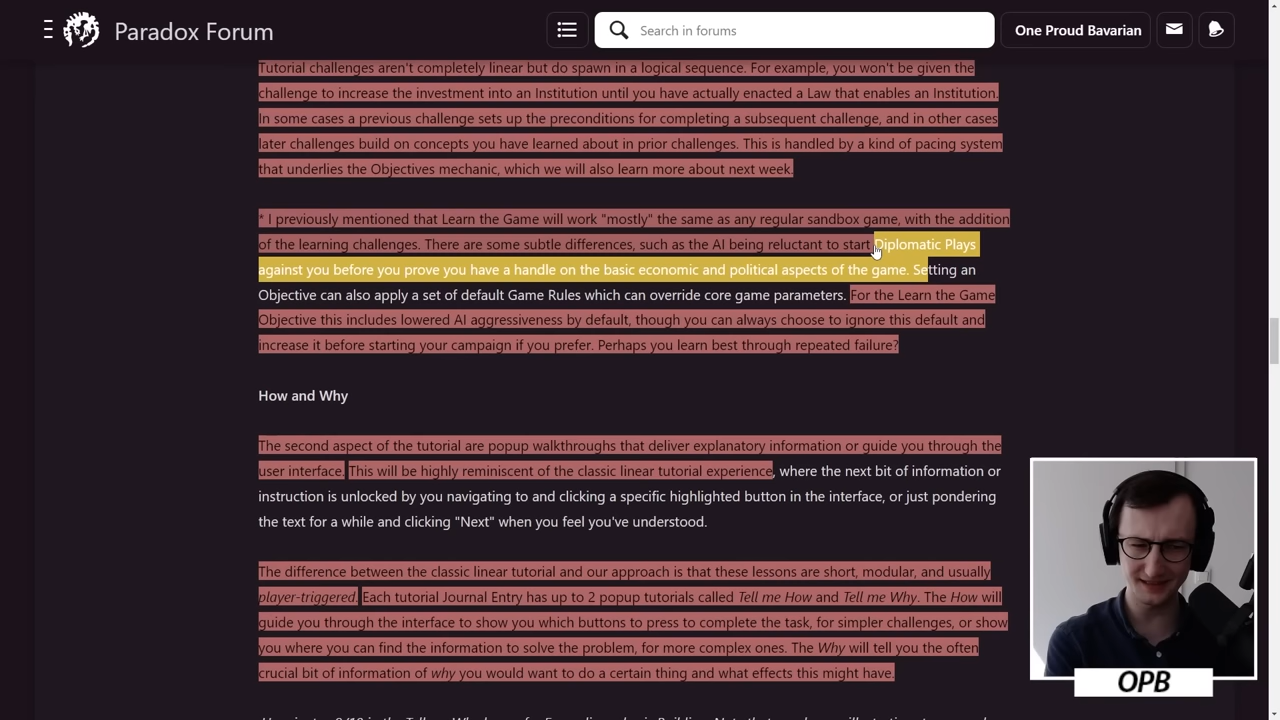 Paradox Forum
Search in forums
One Proud Bavarian
Tutorial challenges aren't completely linear but do spawn in a logical sequence. For example, you won't be given the
challenge to increase the investment into an Institution until you have actually enacted a Law that enables an Institution.
In some cases a previous challenge sets up the preconditions for completing a subsequent challenge, and in other cases
later challenges build on concepts you have learned about in prior challenges. This is handled by a kind of pacing system
that underlies the Objectives mechanic, which we will also learn more about next week.
* I previously mentioned that Learn the Game will work "mostly" the same as any regular sandbox game, with the addition
of the learning challenges. There are some subtle differences, such as the AI being reluctant to start Diplomatic Plays
against you before you prove you have a handle on the basic economic and political aspects of the game. Setting an
Objective can also apply a set of default Game Rules which can override core game parameters. For the Learn the Game
Objective this includes lowered AI aggressiveness by default, though you can always choose to ignore this default and
increase it before starting your campaign if you prefer. Perhaps you learn best through repeated failure?
How and Why
The second aspect of the tutorial are popup walkthroughs that deliver explanatory information or guide you through the
user interface. This will be highly reminiscent of the classic linear tutorial experience, where the next bit of information or
instruction is unlocked by you navigating to and clicking a specific highlighted button in the interface, or just pondering
the text for a while and clicking "Next" when you feel you've understood.
The difference between the classic linear tutorial and our approach is that these lessons are short, modular, and usually
player-triggered. Each tutorial Journal Entry has up to 2 popup tutorials called Tell me How and Tell me Why. The How will
guide you through the interface to show you which buttons to press to complete the task, for simpler challenges, or show
you where you can find the information to solve the problem, for more complex ones. The Why will tell you the often
crucial bit of information of why you would want to do a certain thing and what effects this might have.
OPB